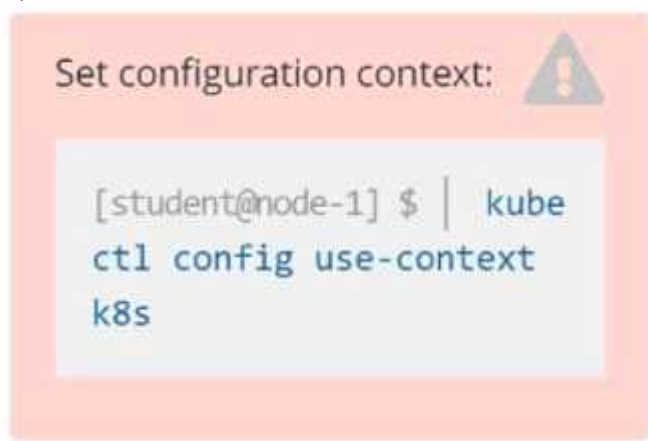 Set configuration context:
[student@node-1] $ | kube
ctl config use-context
k8s